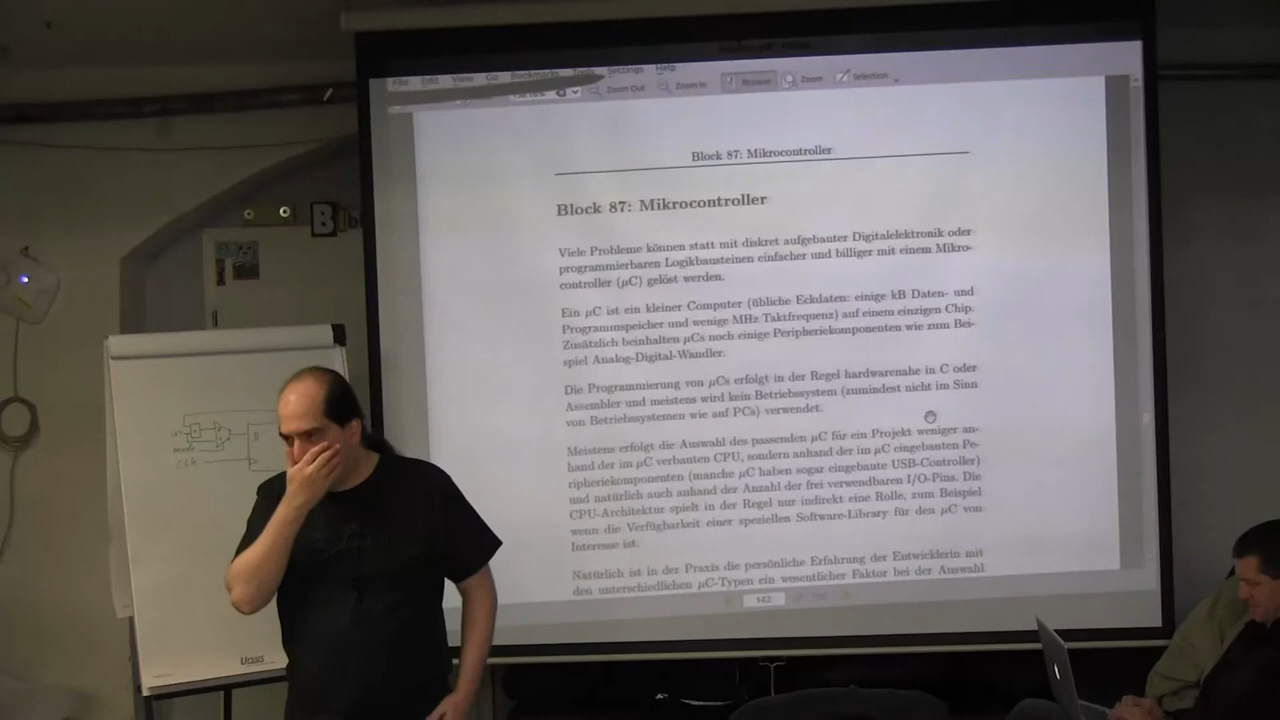 File Edit View Go Bookmarks Tools Settings Help
Zoom Out Zoom In Browse Zoom Selection
Block 87: Mikrocontroller
Block 87: Mikrocontroller
Viele Probleme können statt mit diskret aufgebauter Digitalelektronik oder
programmierbaren Logikbausteinen einfacher und billiger mit einem Mikro-
controller (μC) gelöst werden.
Ein μC ist ein kleiner Computer (übliche Eckdaten: einige kB Daten- und
Programmspeicher und wenige MHz Taktfrequenz) auf einem einzigen Chip.
Zusätzlich beinhalten μCs noch einige Peripheriekomponenten wie zum Bei-
spiel Analog-Digital-Wandler.
Die Programmierung von μCs erfolgt in der Regel hardwarenahe in C oder
Assembler und meistens wird kein Betriebssystem (zumindest nicht im Sinn
von Betriebssystemen wie auf PCs) verwendet.
Meistens erfolgt die Auswahl des passenden μC für ein Projekt weniger an-
hand der im μC verbauten CPU, sondern anhand der im μC eingebauten Pe-
ripheriekomponenten (manche μC haben sogar eingebaute USB-Controller)
und natürlich auch anhand der Anzahl der frei verwendbaren I/O-Pins. Die
CPU-Architektur spielt in der Regel nur indirekt eine Rolle, zum Beispiel
wenn die Verfügbarkeit einer speziellen Software-Library für den μC von
Interesse ist.
Natürlich ist in der Praxis die persönliche Erfahrung der Entwicklerin mit
den unterschiedlichen μC-Typen ein wesentlicher Faktor bei der Auswahl
142
B
D
CLK
UCSUS